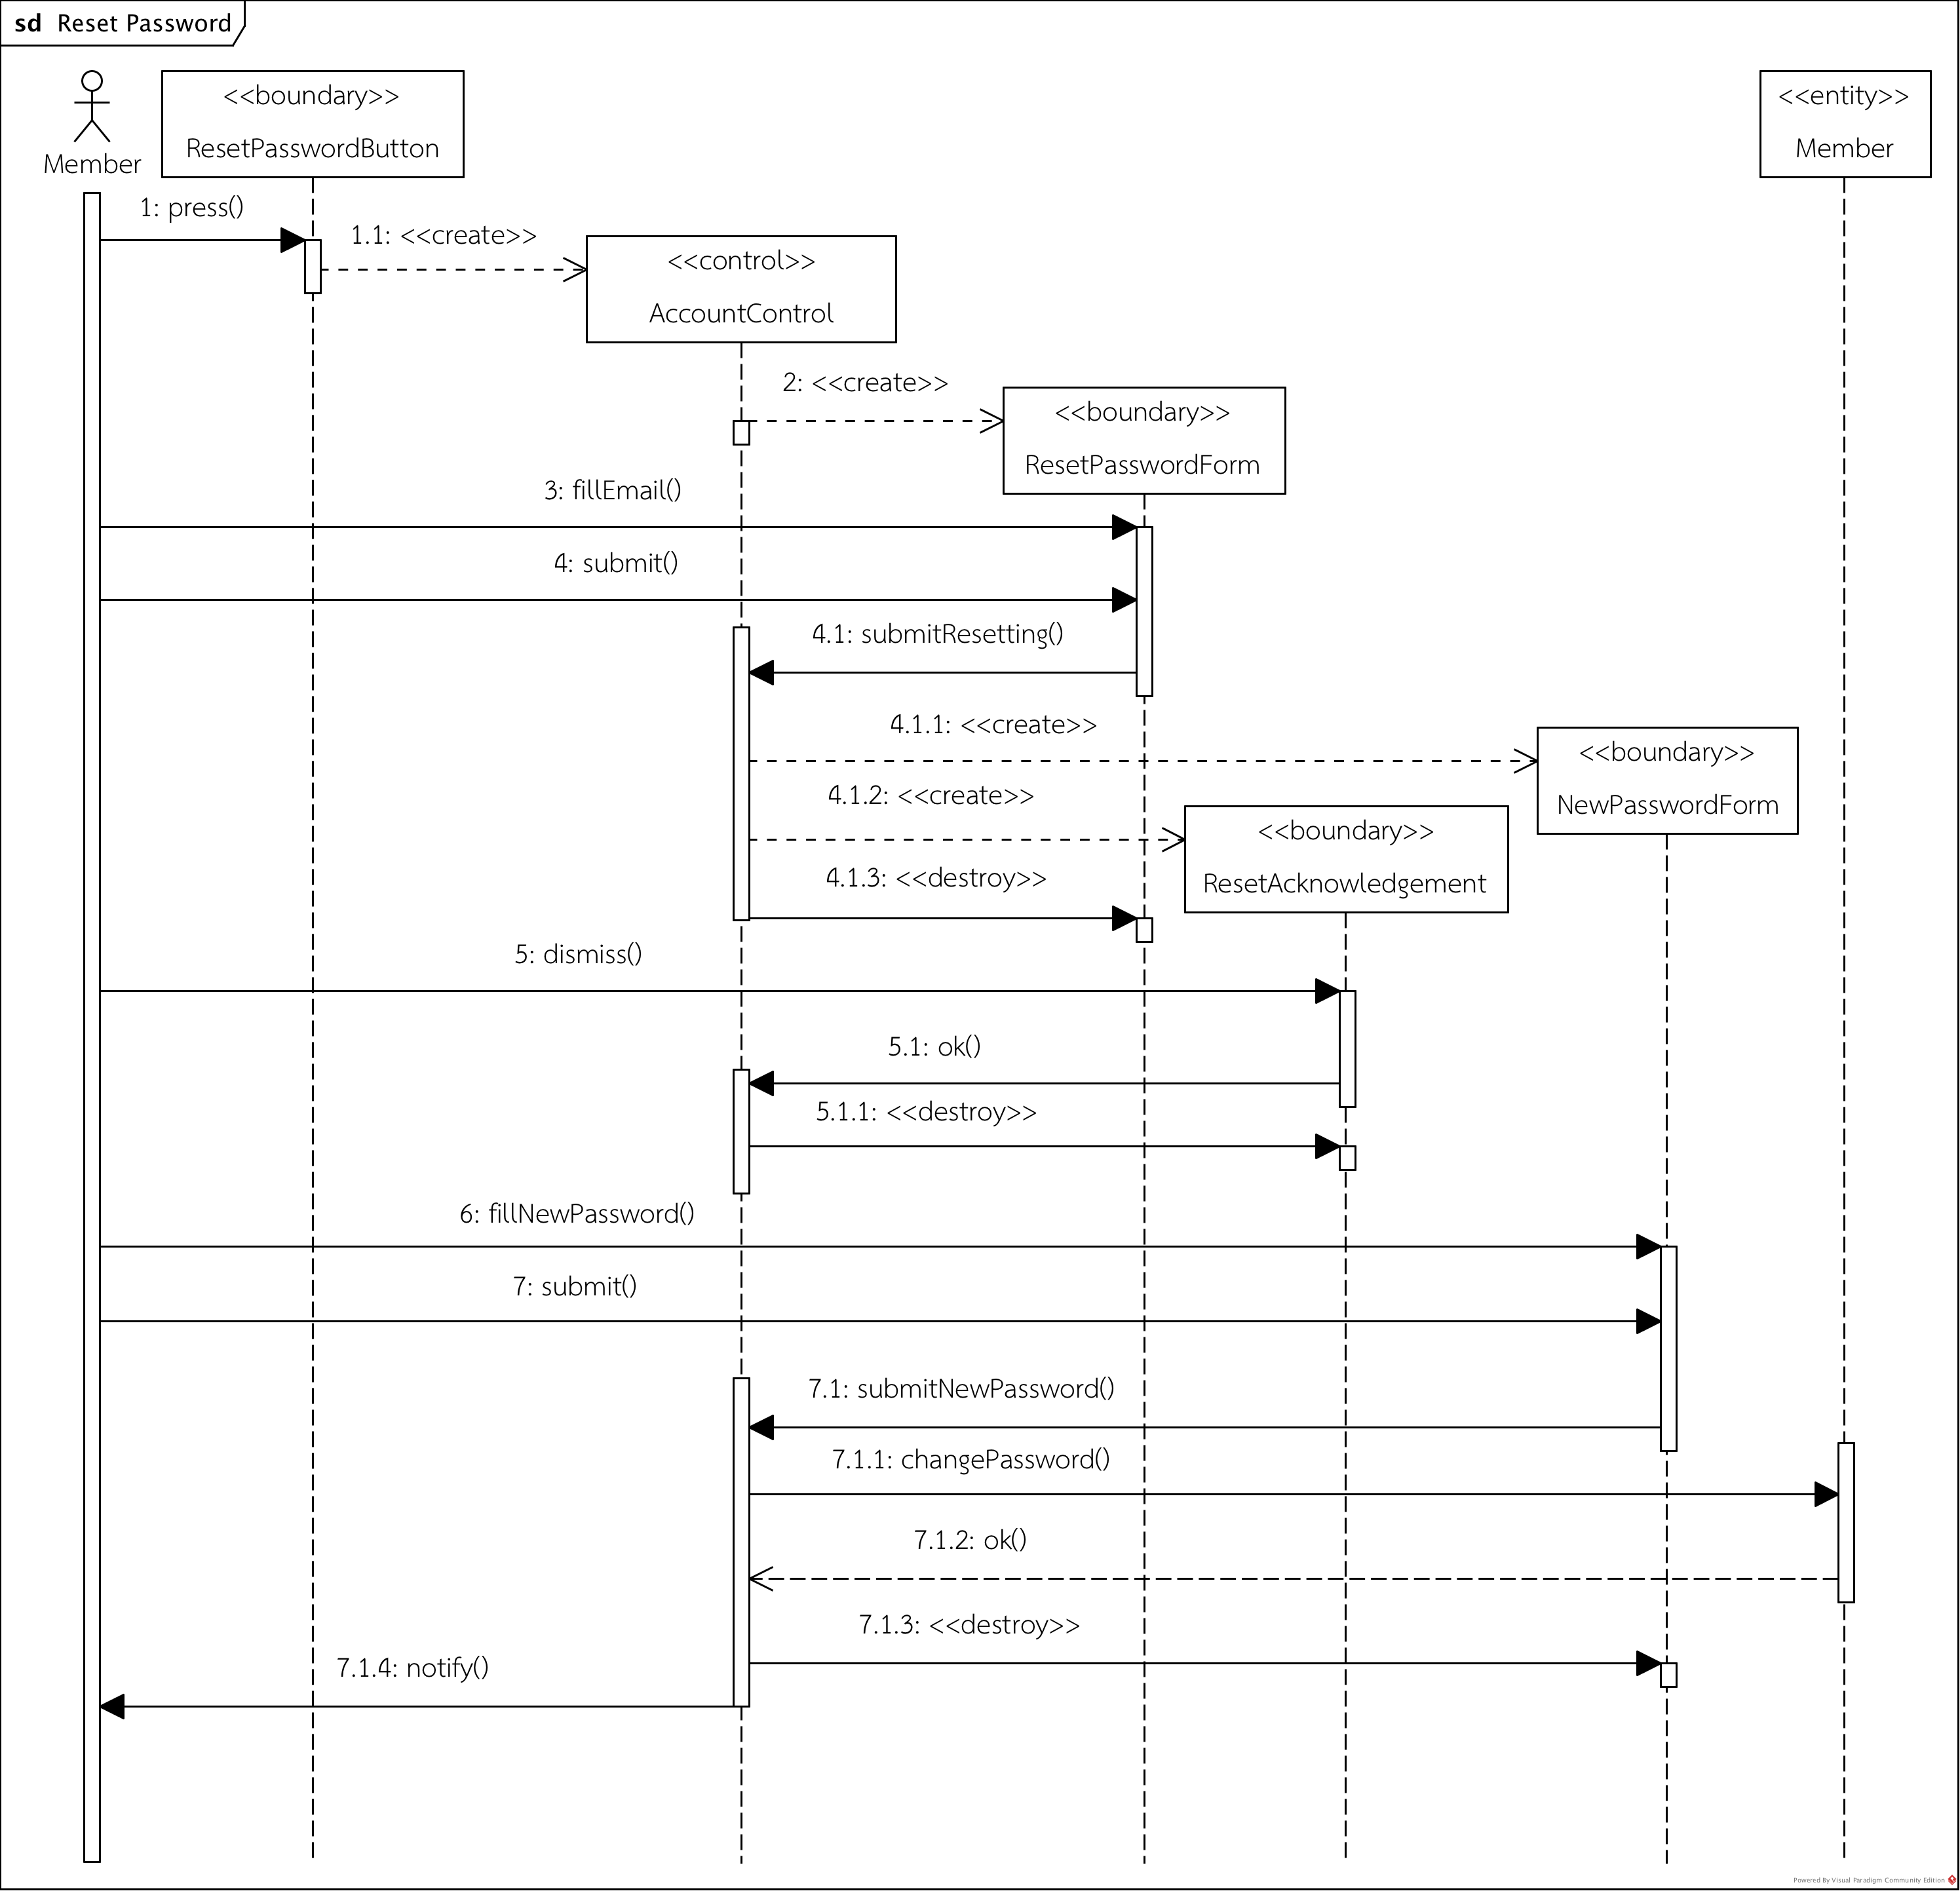 sd Reset Password
Member
<<boundary>>
ResetPasswordButton
<<entity>>
Member
1: press()
1.1: <<create>>
<<control>>
AccountControl
2: <<create>>
<<boundary>>
ResetPasswordForm
3: fillEmail()
4: submit()
4.1: submitResetting()
4.1.1: <<create>>
<<boundary>>
NewPasswordForm
4.1.2: <<create>>
<<boundary>>
ResetAcknowledgement
4.1.3: <<destroy>>
5: dismiss()
5.1: ok()
5.1.1: <<destroy>>
6: fillNewPassword()
7: submit()
7.1: submitNewPassword()
7.1.1: changePassword()
7.1.2: ok()
7.1.3: <<destroy>>
7.1.4: notify()
Powered By Visual Paradigm Community Edition